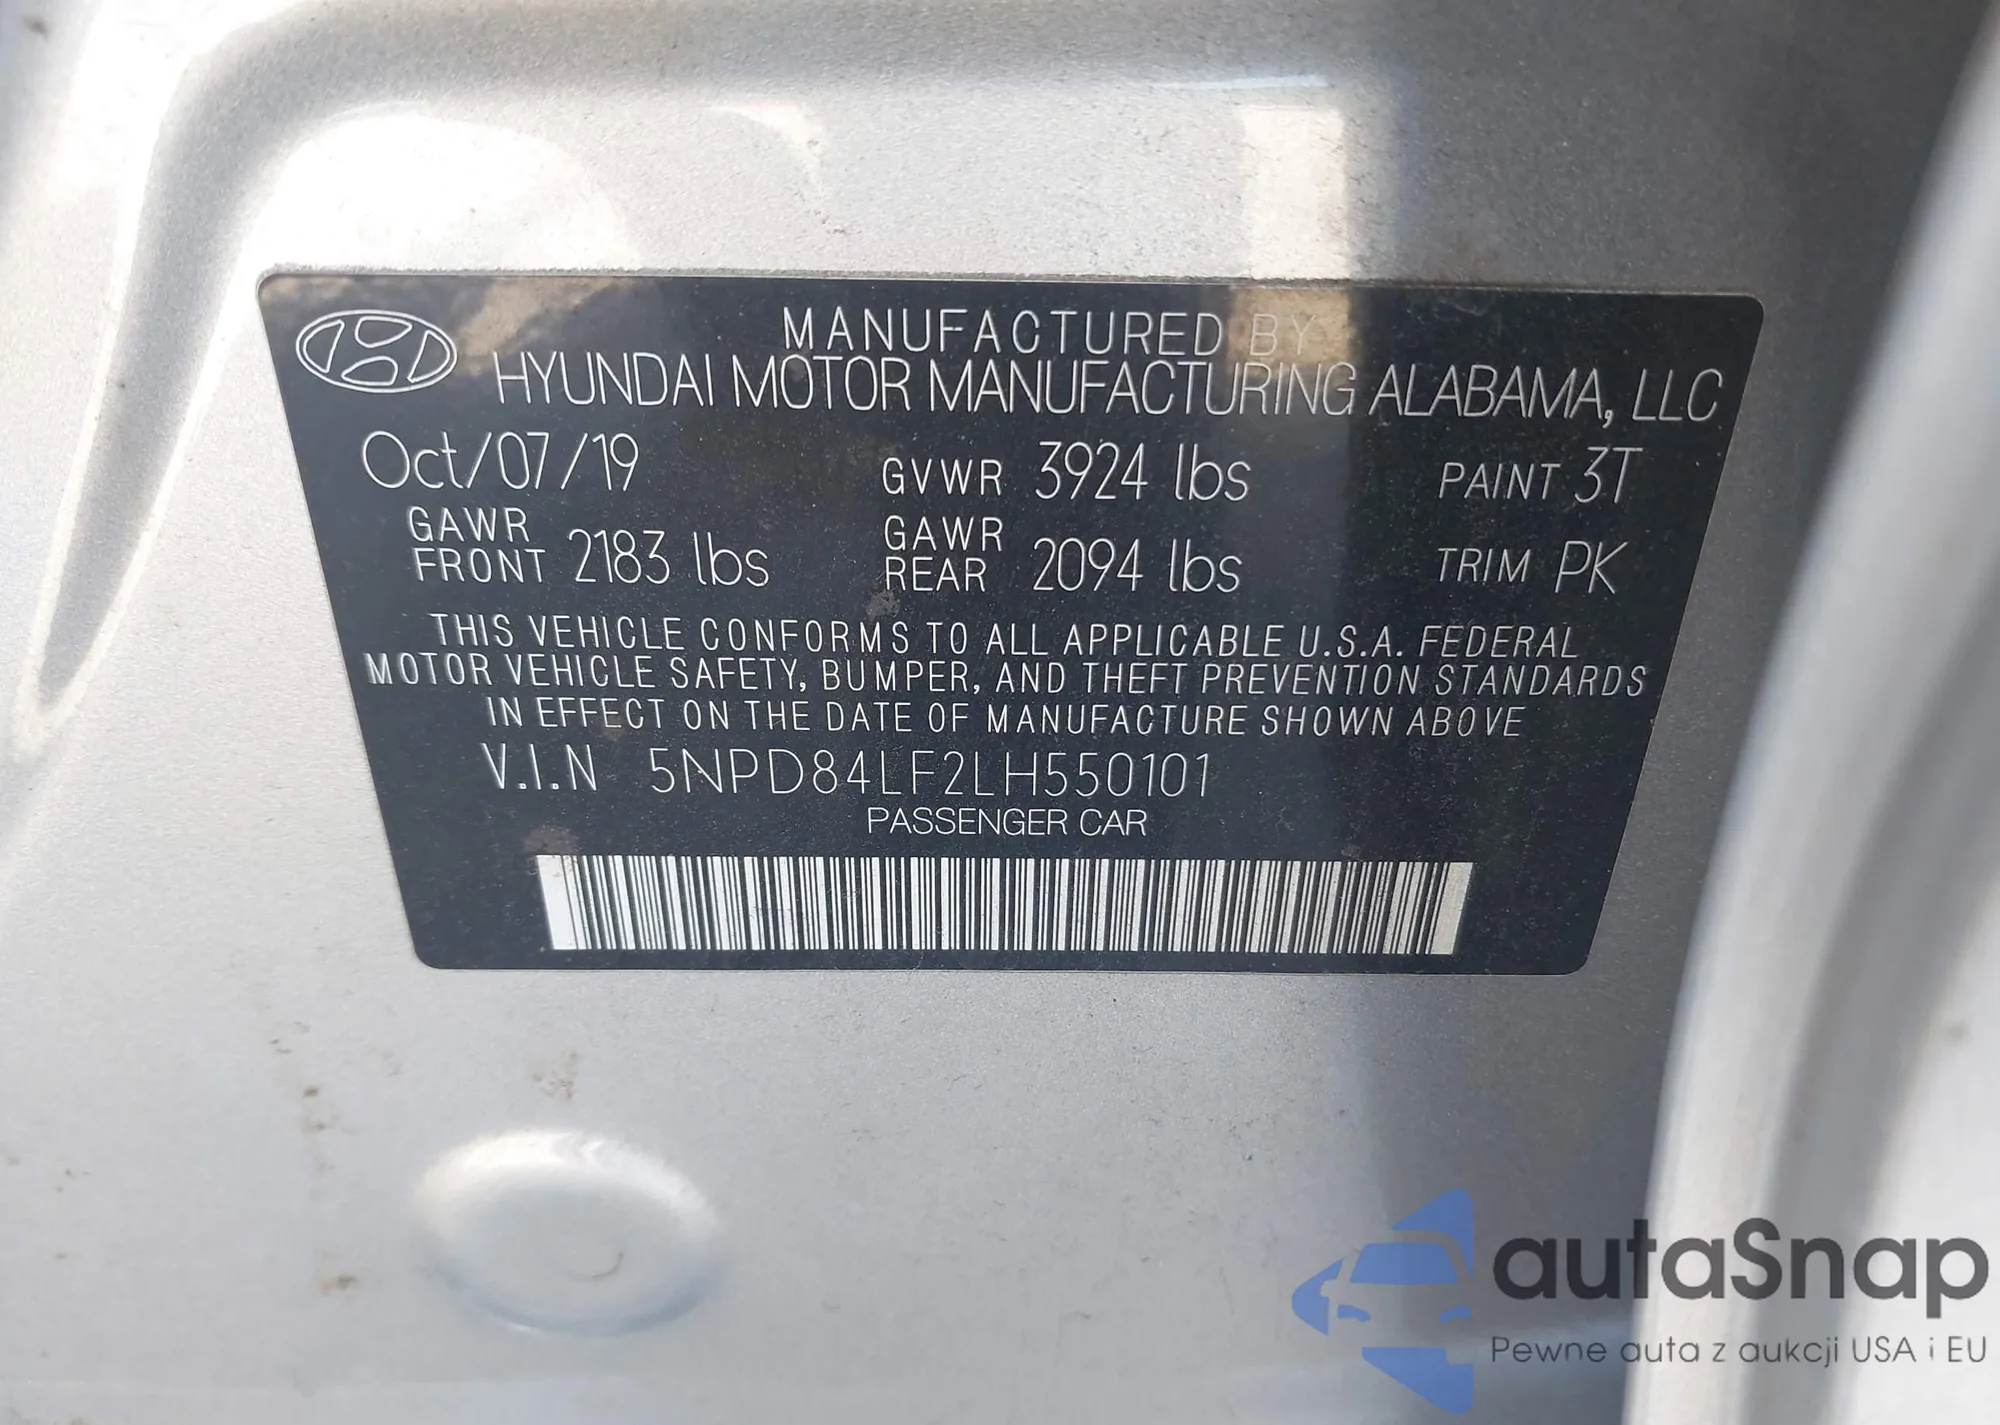 MANUFACTURED BY
HYUNDAI MOTOR MANUFACTURING ALABAMA, LLC
Oct/07/19 GVWR 3924 lbs PAINT 3T
GAWR FRONT 2183 lbs GAWR REAR 2094 lbs TRIM PK
THIS VEHICLE CONFORMS TO ALL APPLICABLE U.S.A. FEDERAL
MOTOR VEHICLE SAFETY, BUMPER, AND THEFT PREVENTION STANDARDS
IN EFFECT ON THE DATE OF MANUFACTURE SHOWN ABOVE
V.I.N 5NPD84LF2LH550101
PASSENGER CAR
autaSnap
Pewne auta z aukcji USA i EU